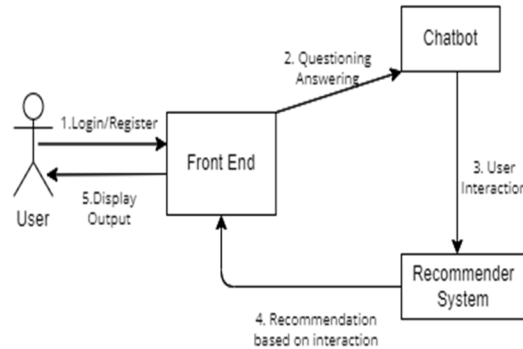 Chatbot
2. Questioning
Answering
1.Login/Register
Front End
3. User
Interaction
5.Display
Output
User
Recommender
System
4. Recommendation
based on interaction